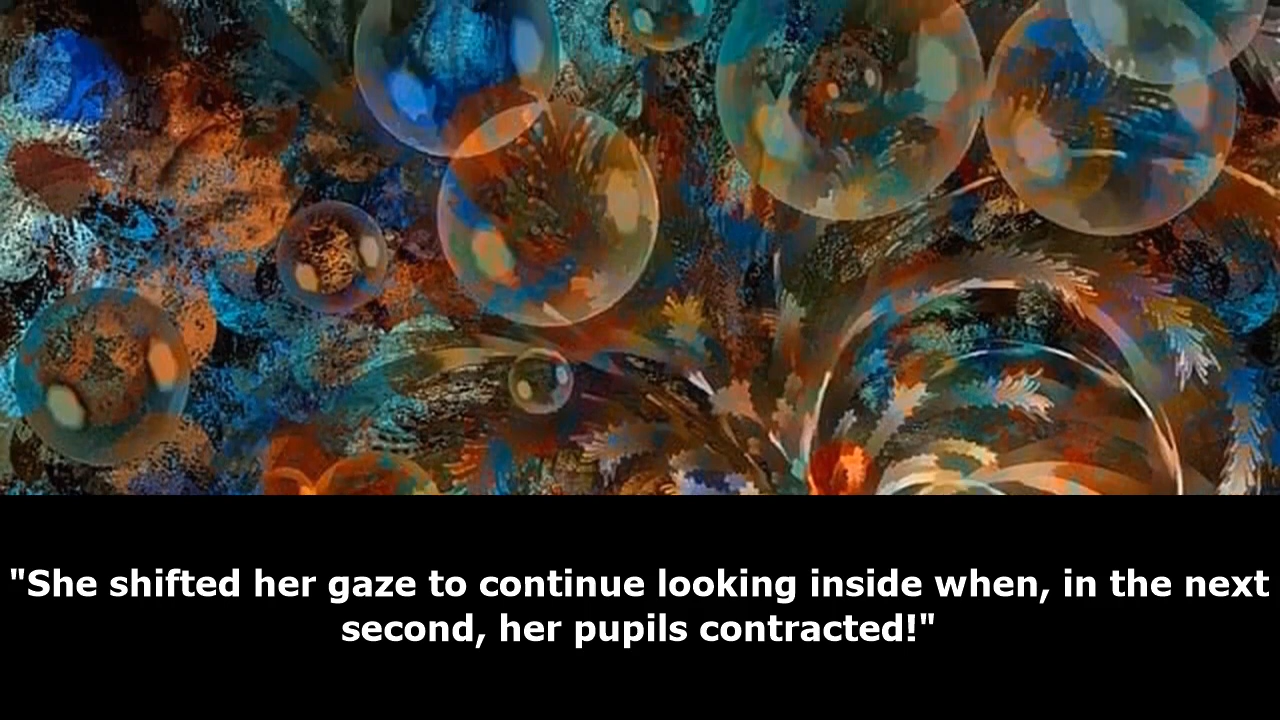 "She shifted her gaze to continue looking inside when, in the next
second, her pupils contracted!"